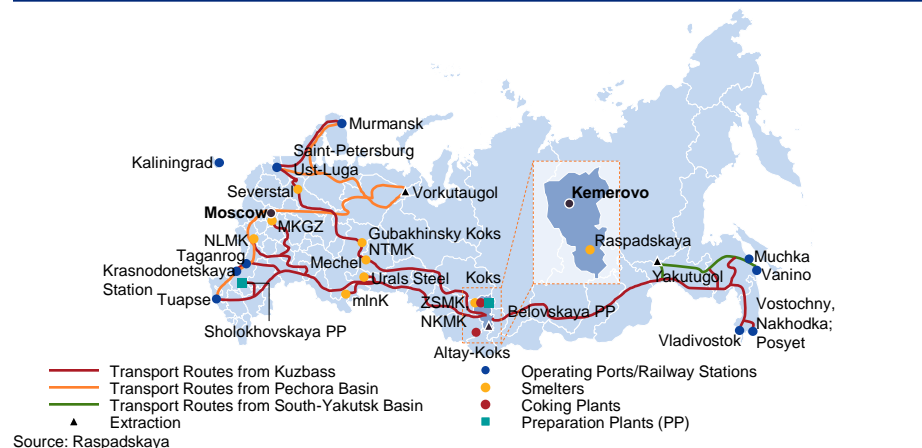 Murmansk
Saint-Petersburg
Kaliningrad
Ust-Luga
Severstal
Vorkutaugol
Kemerovo
Moscow
MKGZ
Gubakhinsky Koks
NLMK
NTMK
Raspadskaya
Taganrog
Mechel
Muchka
Krasnodonetskaya
Station
Urals Steel
Koks
Yakutugol
Vanino
Tuapse
mlnK
ZSMK
Belovskaya PP
Vostochny,
Nakhodka;
Posyet
NKMK
Sholokhovskaya PP
Vladivostok
Altay-Koks
Transport Routes from Kuzbass
Transport Routes from Pechora Basin
Transport Routes from South-Yakutsk Basin
Extraction
Operating Ports/Railway Stations
Smelters
Coking Plants
Preparation Plants (PP)
Source: Raspadskaya